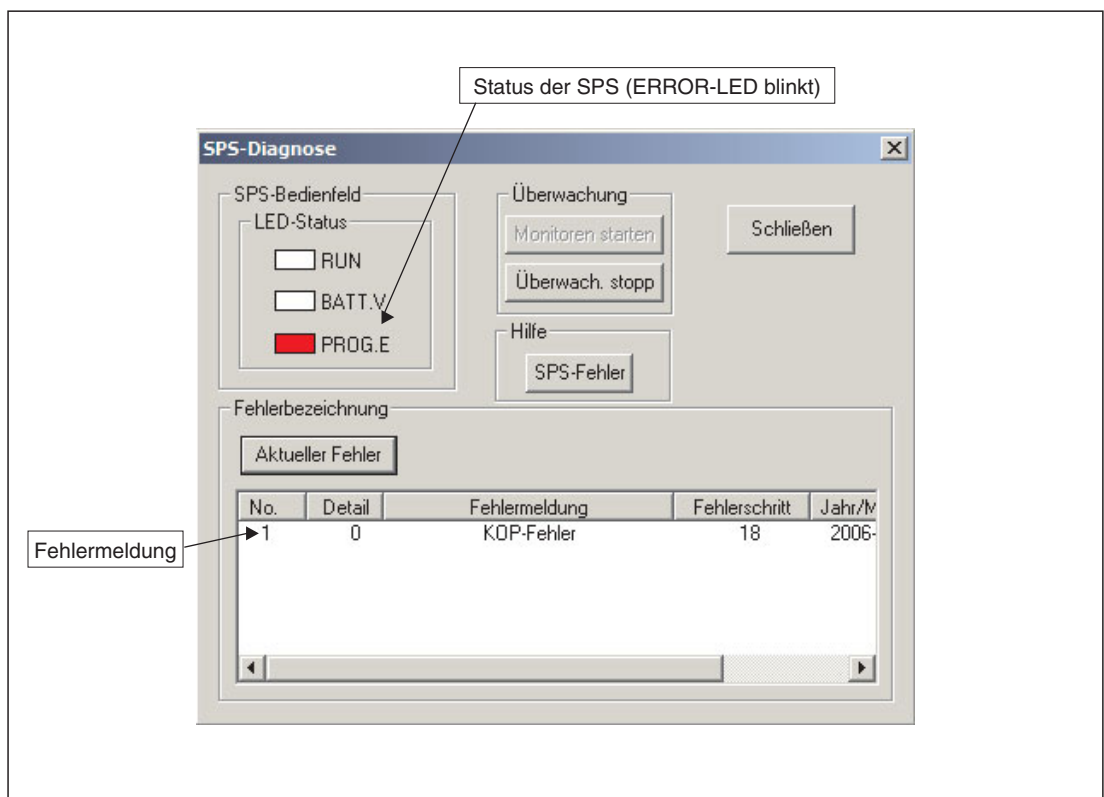 Status der SPS (ERROR-LED blinkt)
SPS-Diagnose
SPS-Bedienfeld
LED-Status
RUN
BATT.V
PROG.E
Überwachung
Monitoren starten
Überwach. stopp
Schließen
Hilfe
SPS-Fehler
Fehlerbezeichnung
Aktueller Fehler
No. Detail Fehlermeldung Fehlerschritt Jahr/M
1 0 KOP-Fehler 18 2006-
Fehlermeldung